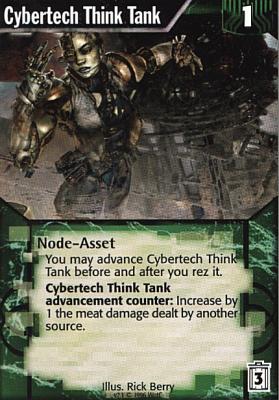 Cybertech Think Tank
1
Node-Asset
You may advance Cybertech Think
Tank before and after you rez it.
Cybertech Think Tank
advancement counter: Increase by
1 the meat damage dealt by another
source.
3
Illus. Rick Berry